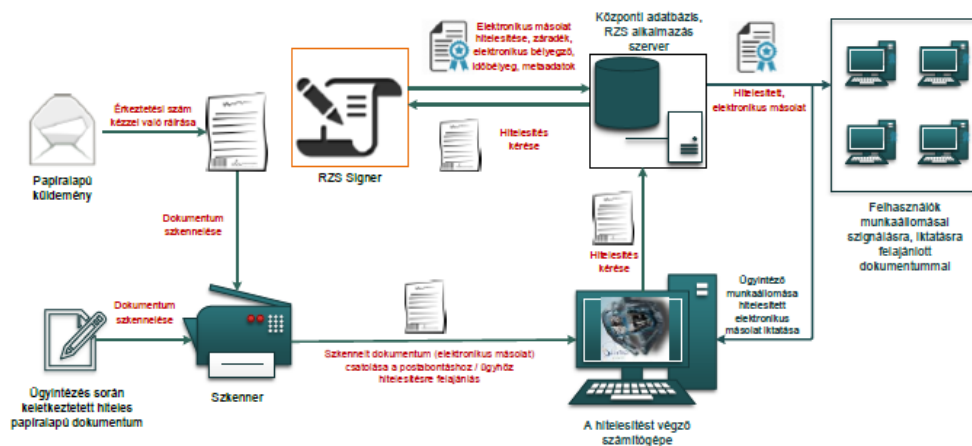 Érkeztetési szám
kézzel való ráírása
Papíralapú
küldemény
Elektronikus másolat
hitelesítése, záradék,
elektronikus bélyegző,
időbélyeg, metaadatok
Hitelesítés
kérése
RZS Signer
Központi adatbázis,
RZS alkalmazás
szerver
Hitelesített,
elektronikus másolat
Felhasználók
munkaállomásai
szignálásra, iktatásra
felajánlott
dokumentummal
Dokumentum
szkennelése
Hitelesítés
kérése
Ügyintéző
munkaállomása
hitelesített
elektronikus
másolat iktatása
Dokumentum
szkennelése
Ügyintézés során
keletkeztetett hiteles
papíralapú dokumentum
Szkenner
Szkennelt dokumentum (elektronikus másolat)
csatolása a postabontáshoz / ügyhöz
hitelesítésre felajánlás
A hitelesítést végző
számítógépe